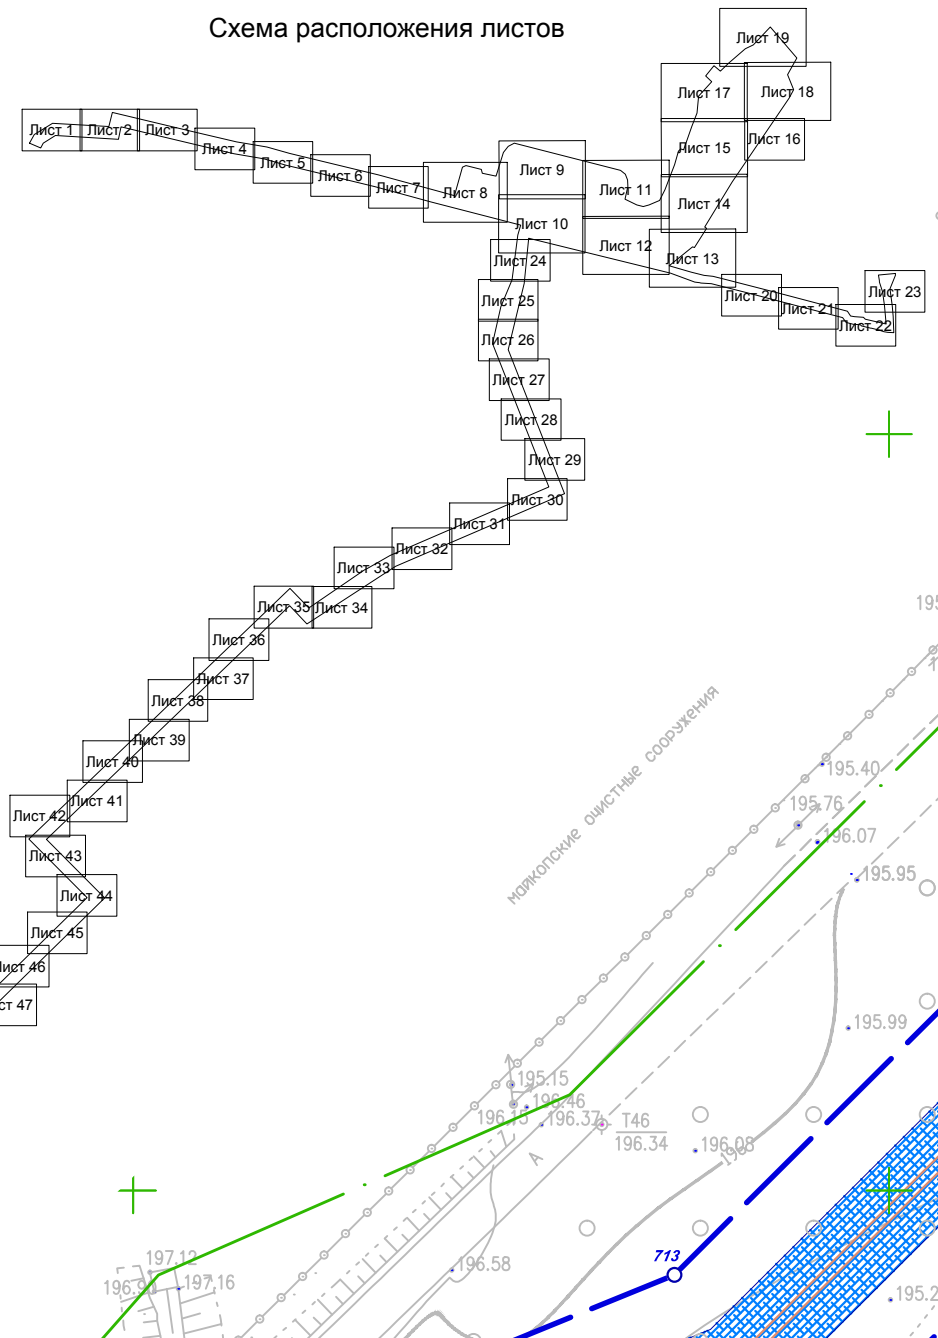 Схема расположения листов
Лист 19
Лист 17
Лист 18
Лист 1
Лист 2
Лист 3
Лист 4
Лист 5
Лист 6
Лист 7
Лист 8
Лист 9
Лист 11
Лист 15
Лист 16
Лист 10
Лист 12
Лист 14
Лист 13
Лист 24
Лист 20
Лист 21
Лист 22
Лист 23
Лист 25
Лист 26
Лист 27
Лист 28
Лист 29
Лист 30
Лист 31
Лист 32
Лист 33
Лист 34
Лист 35
Лист 36
Лист 37
Лист 38
Лист 39
Лист 40
Лист 41
Лист 42
Лист 43
Лист 44
Лист 45
Лист 46
ст 47
195
майкопские очистные сооружения
195.40
195.76
196.07
195.95
195.99
195.15
196.46
196.15
196.37
Т46
196.34
196.08
196
А
713
196.58
197.12
197.16
195.2